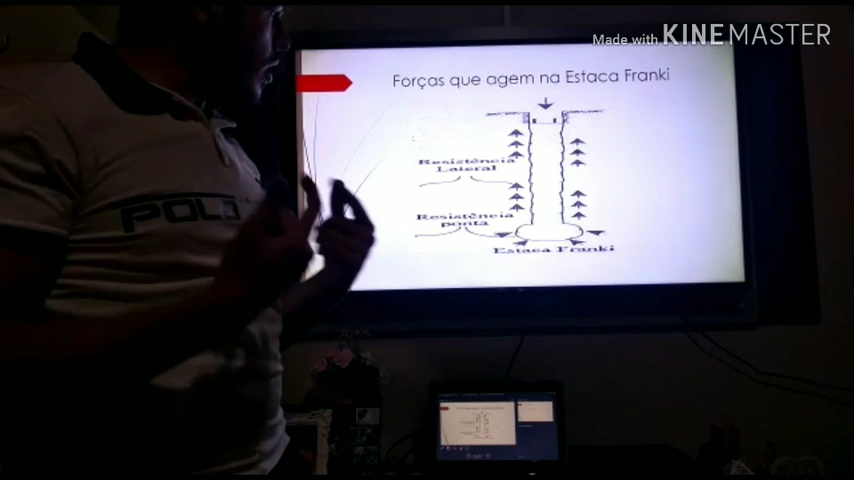 Made with KINEMASTER
Forças que agem na Estaca Franki
Resistência
Lateral
Resistência
ponta
Estaca Franki
POLO